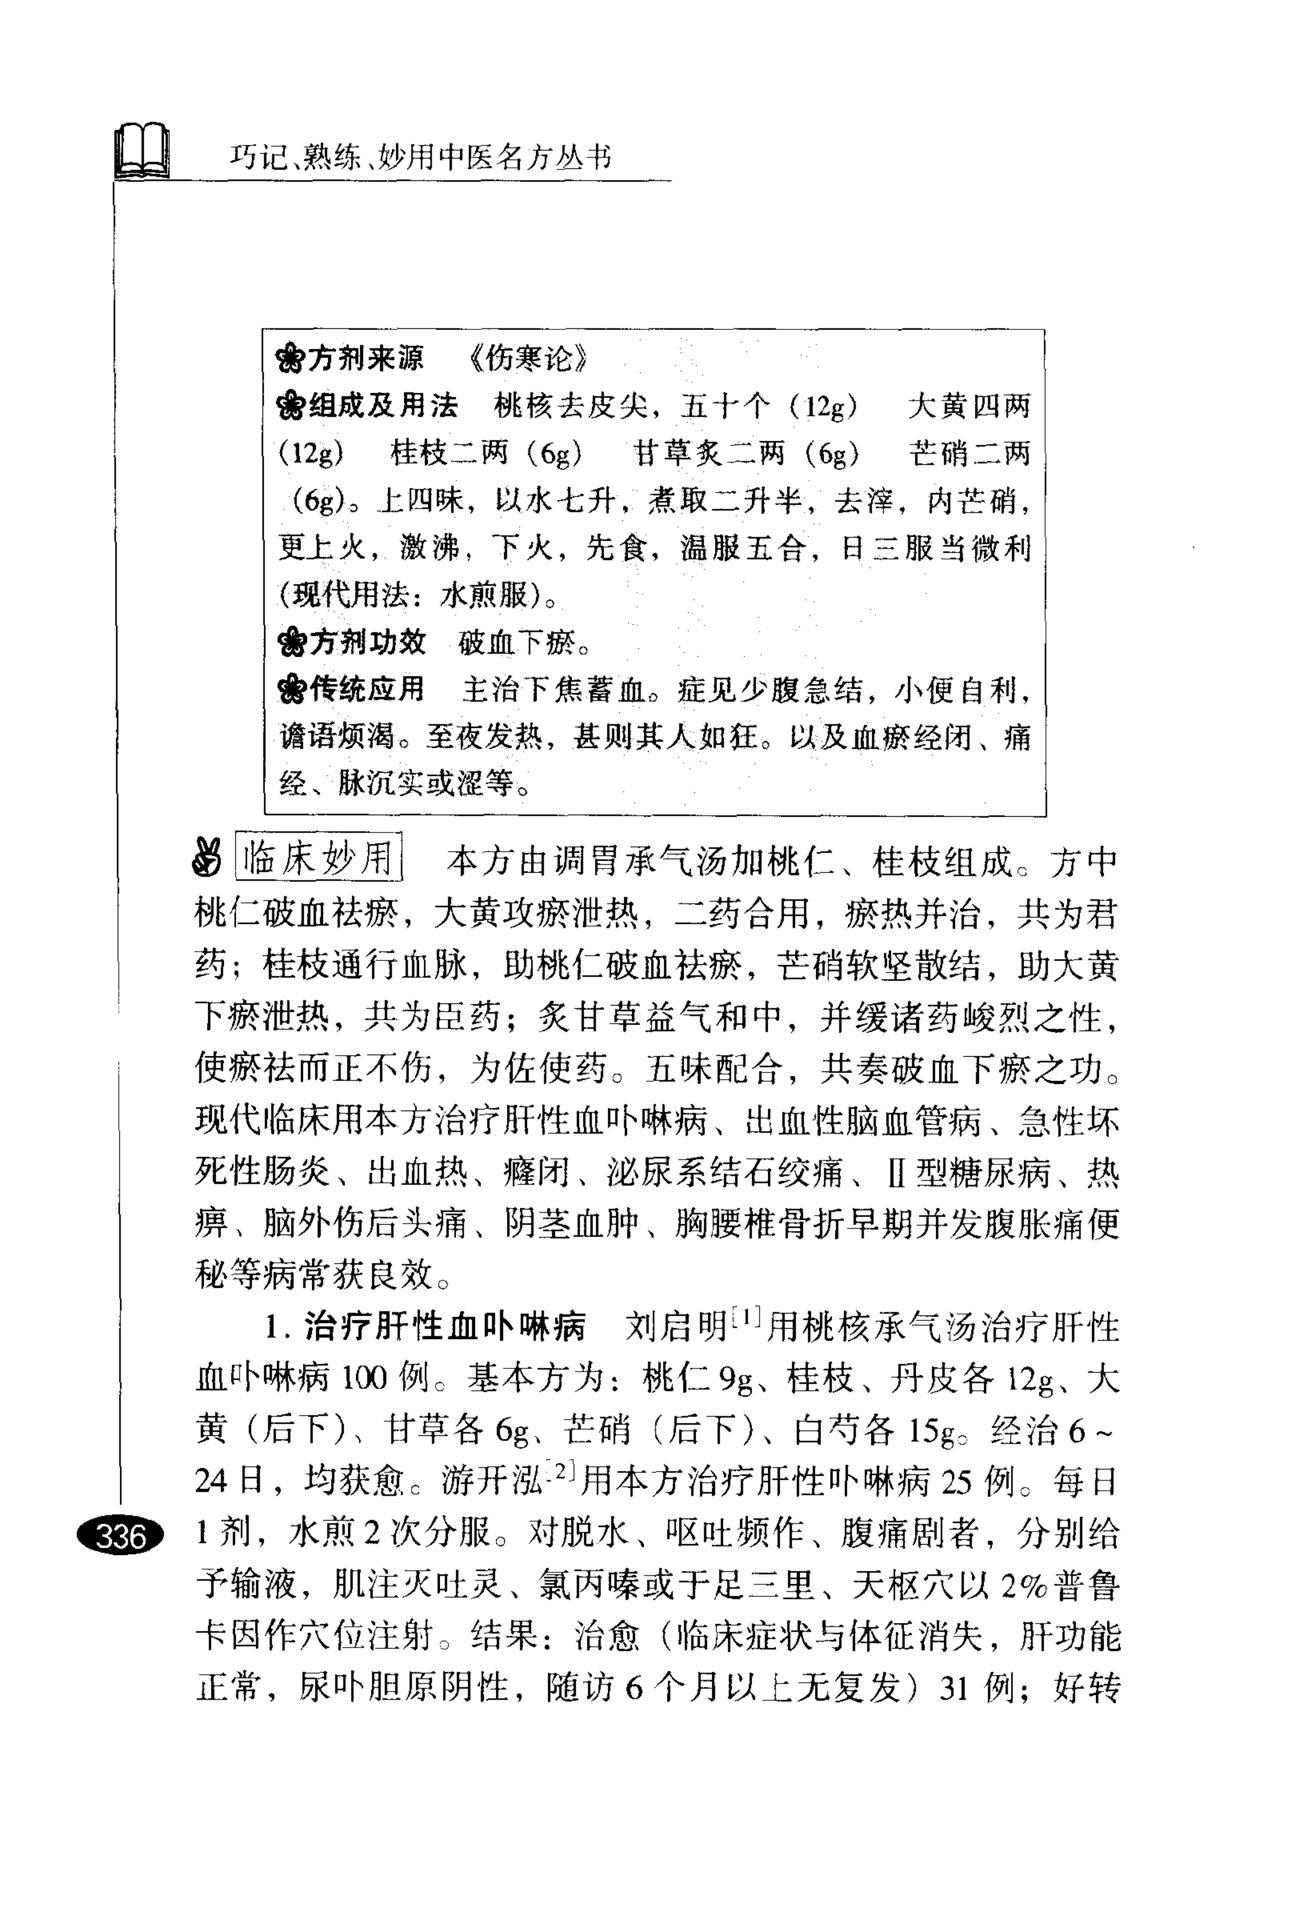 巧记、熟练、妙用中医名方丛书
方剂来源　《伤寒论》
组成及用法　桃核去皮尖，五十个（12g）　大黄四两
（12g）　桂枝二两（6g）　甘草炙二两（6g）　芒硝二两
（6g）。上四味，以水七升，煮取二升半，去滓，内芒硝，
更上火，激沸，下火，先食，温服五合，日三服当微利
（现代用法：水煎服）。
方剂功效　破血下瘀。
传统应用　主治下焦蓄血。症见少腹急结，小便自利，
谵语烦渴。至夜发热，甚则其人如狂。以及血瘀经闭、痛
经、脉沉实或涩等。
临床妙用　本方由调胃承气汤加桃仁、桂枝组成。方中
桃仁破血祛瘀，大黄攻瘀泄热，二药合用，瘀热并治，共为君
药；桂枝通行血脉，助桃仁破血祛瘀，芒硝软坚散结，助大黄
下瘀泄热，共为臣药；炙甘草益气和中，并缓诸药峻烈之性，
使瘀祛而正不伤，为佐使药。五味配合，共奏破血下瘀之功。
现代临床用本方治疗肝性血卟啉病、出血性脑血管病、急性坏
死性肠炎、出血热、癃闭、泌尿系结石绞痛、Ⅱ型糖尿病、热
痹、脑外伤后头痛、阴茎血肿、胸腰椎骨折早期并发腹胀痛便
秘等病常获良效。
1. 治疗肝性血卟啉病　刘启明[1]用桃核承气汤治疗肝性
血卟啉病 100 例。基本方为：桃仁 9g、桂枝、丹皮各 12g、大
黄（后下）、甘草各 6g、芒硝（后下）、白芍各 15g。经治 6～
24 日，均获愈。游开泓[2]用本方治疗肝性卟啉病 25 例。每日
1 剂，水煎 2 次分服。对脱水、呕吐频作、腹痛剧者，分别给
予输液，肌注灭吐灵、氯丙嗪或于足三里、天枢穴以 2%普鲁
卡因作穴位注射。结果：治愈（临床症状与体征消失，肝功能
正常，尿卟胆原阴性，随访 6 个月以上无复发）31 例；好转
336